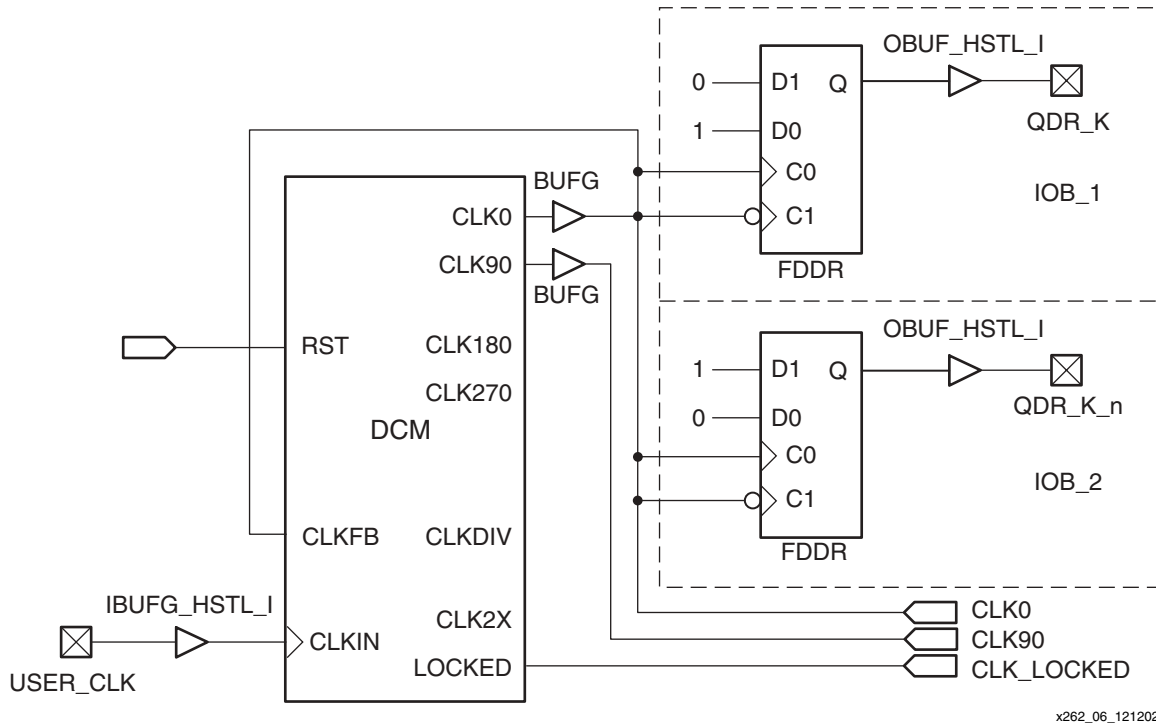 OBUF_HSTL_I
0
D1
Q
1
D0
QDR_K
C0
IOB_1
C1
FDDR
BUFG
CLK0
CLK90
BUFG
RST
CLK180
CLK270
DCM
CLKFB
CLKDIV
IBUFG_HSTL_I
CLKIN
CLK2X
LOCKED
USER_CLK
OBUF_HSTL_I
1
D1
Q
0
D0
QDR_K_n
C0
IOB_2
C1
FDDR
CLK0
CLK90
CLK_LOCKED
x262_06_121202